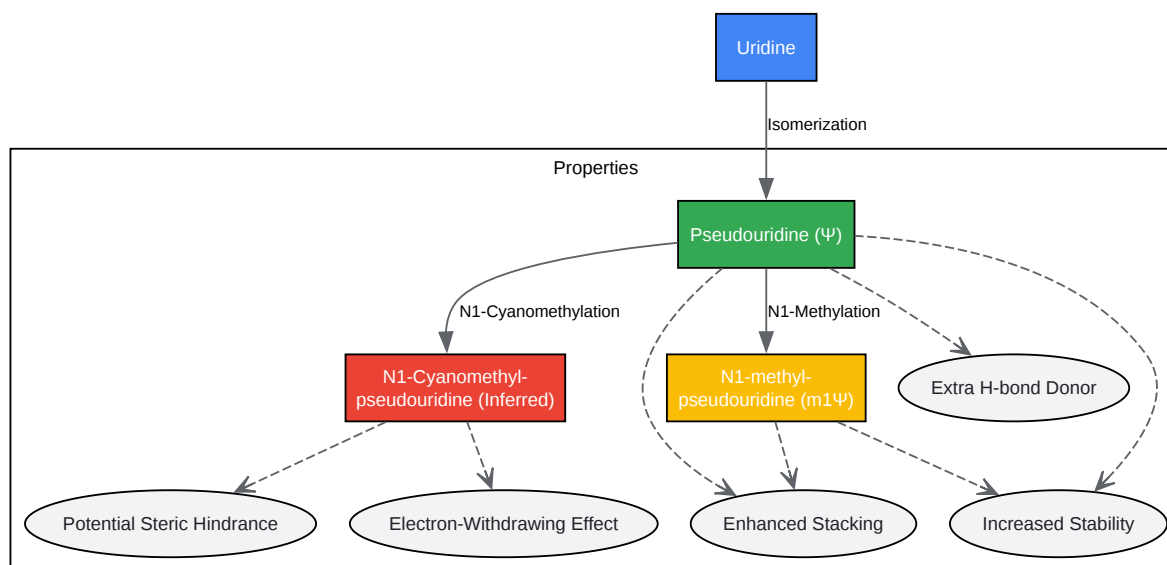 Uridine
Isomerization
Properties
Pseudouridine (Ψ)
N1-Cyanomethylation
N1-Methylation
N1-Cyanomethyl-
pseudouridine (Inferred)
N1-methyl-
pseudouridine (m1Ψ)
Extra H-bond Donor
Potential Steric Hindrance
Electron-Withdrawing Effect
Enhanced Stacking
Increased Stability